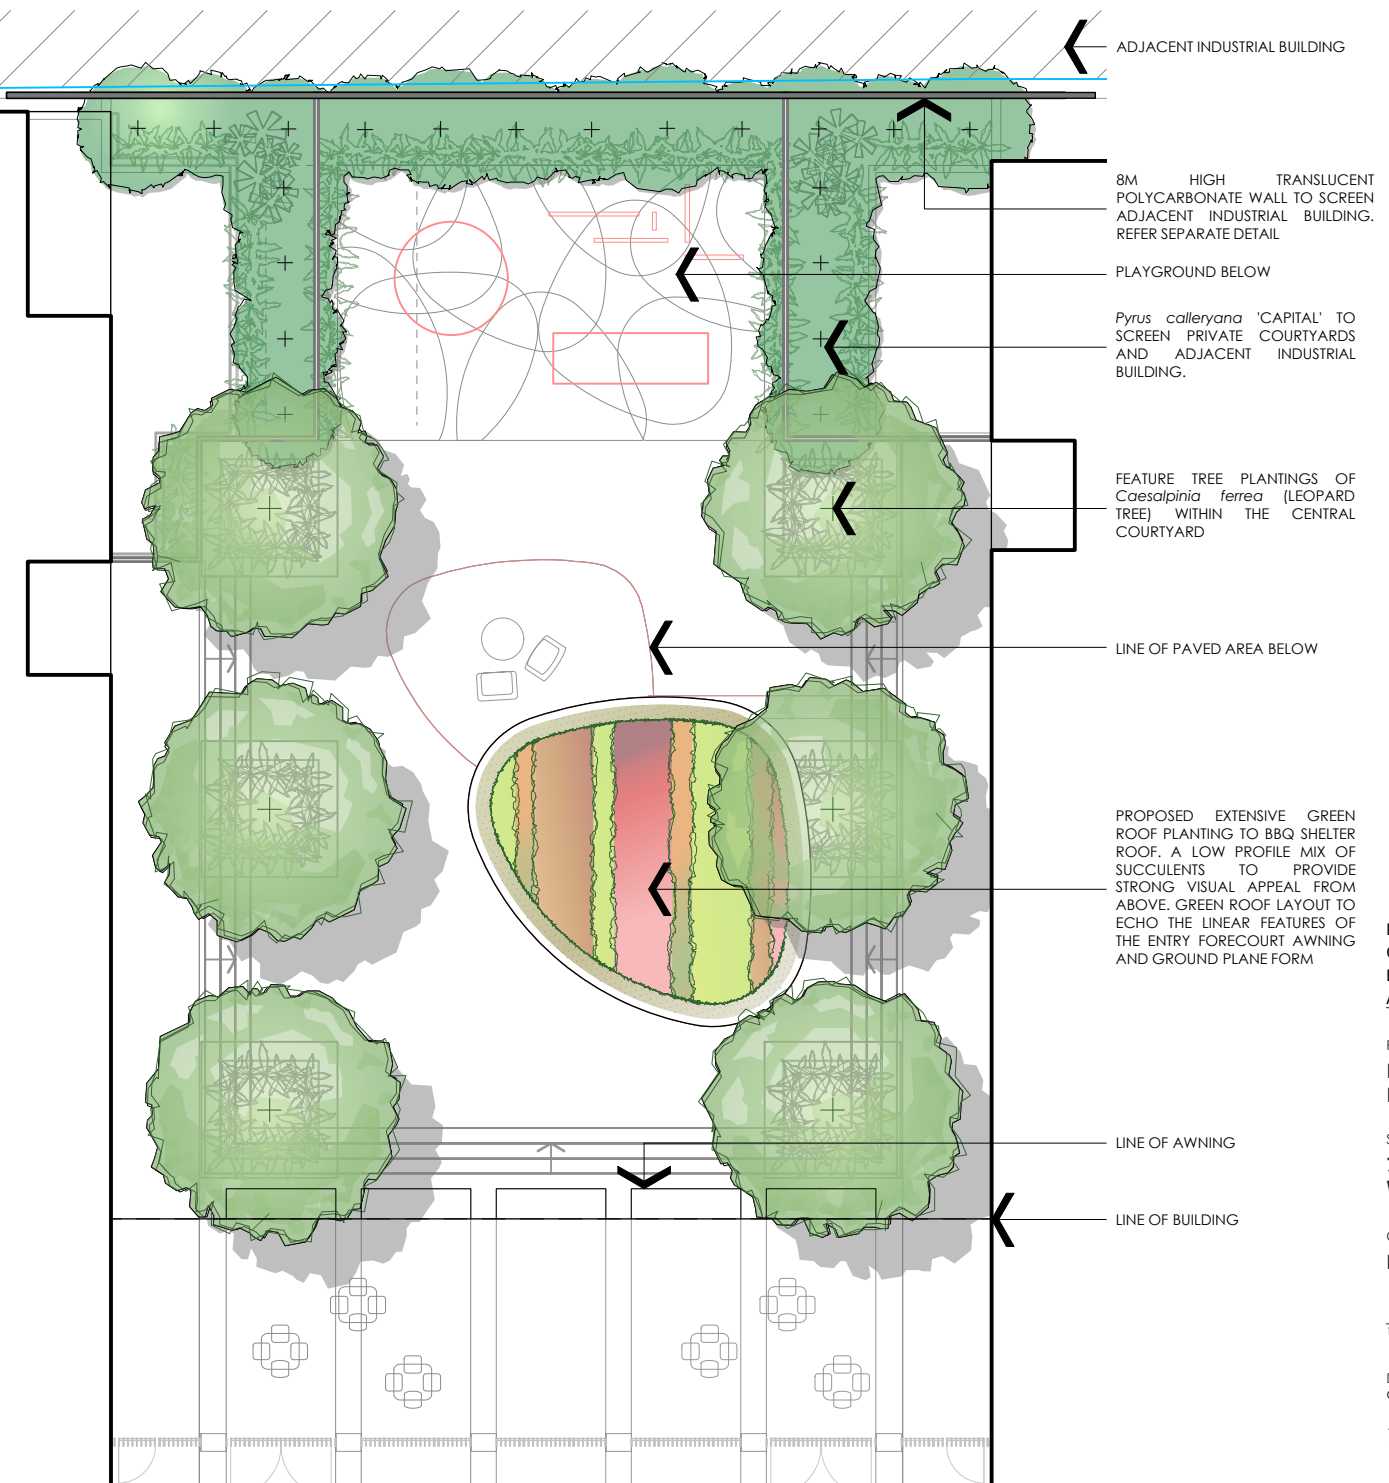 ADJACENT INDUSTRIAL BUILDING
8M HIGH TRANSLUCENT
POLYCARBONATE WALL TO SCREEN
ADJACENT INDUSTRIAL BUILDING.
REFER SEPARATE DETAIL
PLAYGROUND BELOW
Pyrus calleryana 'CAPITAL' TO
SCREEN PRIVATE COURTYARDS
AND ADJACENT INDUSTRIAL
BUILDING.
FEATURE TREE PLANTINGS OF
Caesalpinia ferrea (LEOPARD
TREE) WITHIN THE CENTRAL
COURTYARD
LINE OF PAVED AREA BELOW
PROPOSED EXTENSIVE GREEN
ROOF PLANTING TO BBQ SHELTER
ROOF. A LOW PROFILE MIX OF
SUCCULENTS TO PROVIDE
STRONG VISUAL APPEAL FROM
ABOVE. GREEN ROOF LAYOUT TO
ECHO THE LINEAR FEATURES OF
THE ENTRY FORECOURT AWNING
AND GROUND PLANE FORM
LINE OF AWNING
LINE OF BUILDING